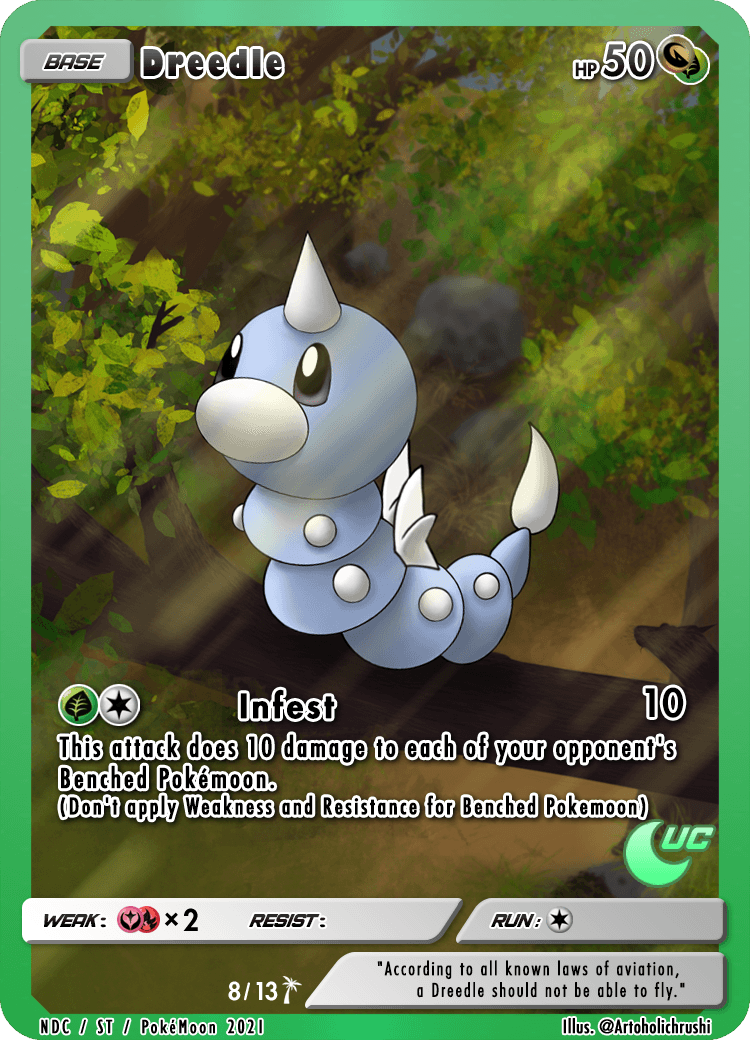 BASE Dreedle HP 50
Infest 10
This attack does 10 damage to each of your opponent's
Benched Pokémoon.
(Don't apply Weakness and Resistance for Benched Pokemoon)
UC
WEAK: ×2 RESIST: RUN:
8/13
"According to all known laws of aviation,
a Dreedle should not be able to fly."
NDC / ST / PokéMoon 2021 Illus. @Artoholichrushi